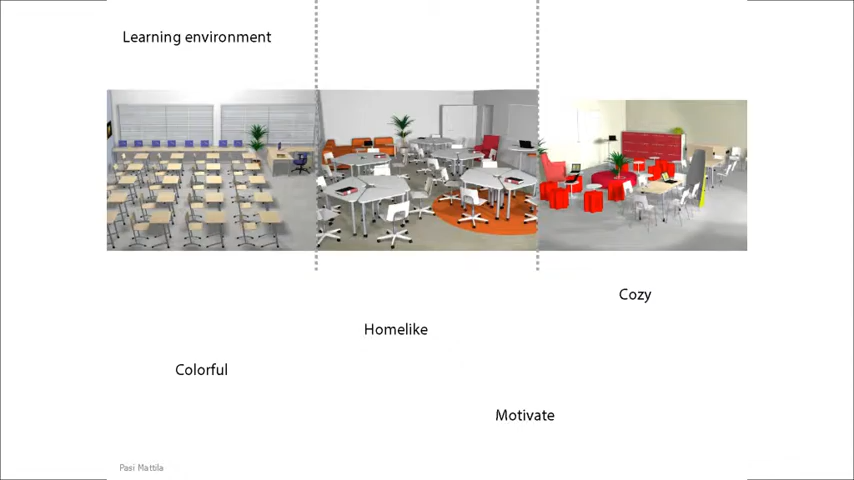 Learning environment
Cozy
Homelike
Colorful
Motivate
Pasi Mattila